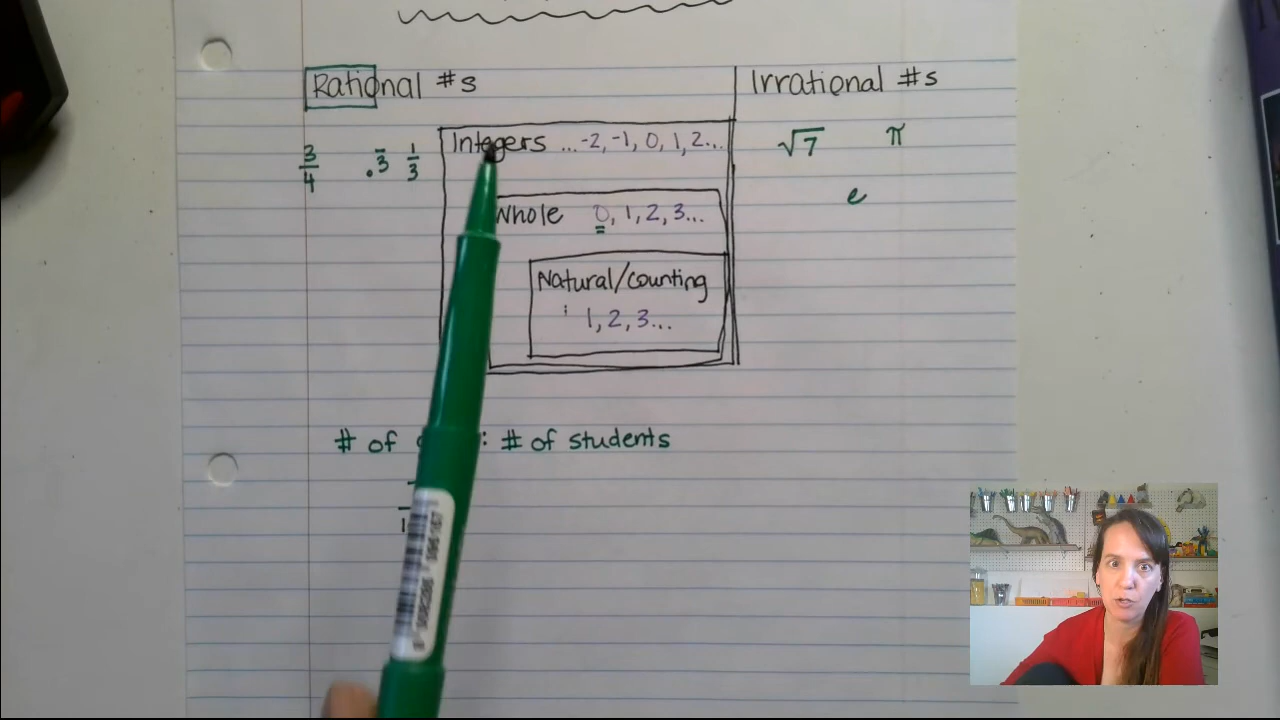 Rational #s
Irrational #s
3/4 .3̅ 1/3
Integers ...-2, -1, 0, 1, 2...
√7 π
e
Whole 0, 1, 2, 3...
Natural/counting
1, 2, 3...
# of : # of students